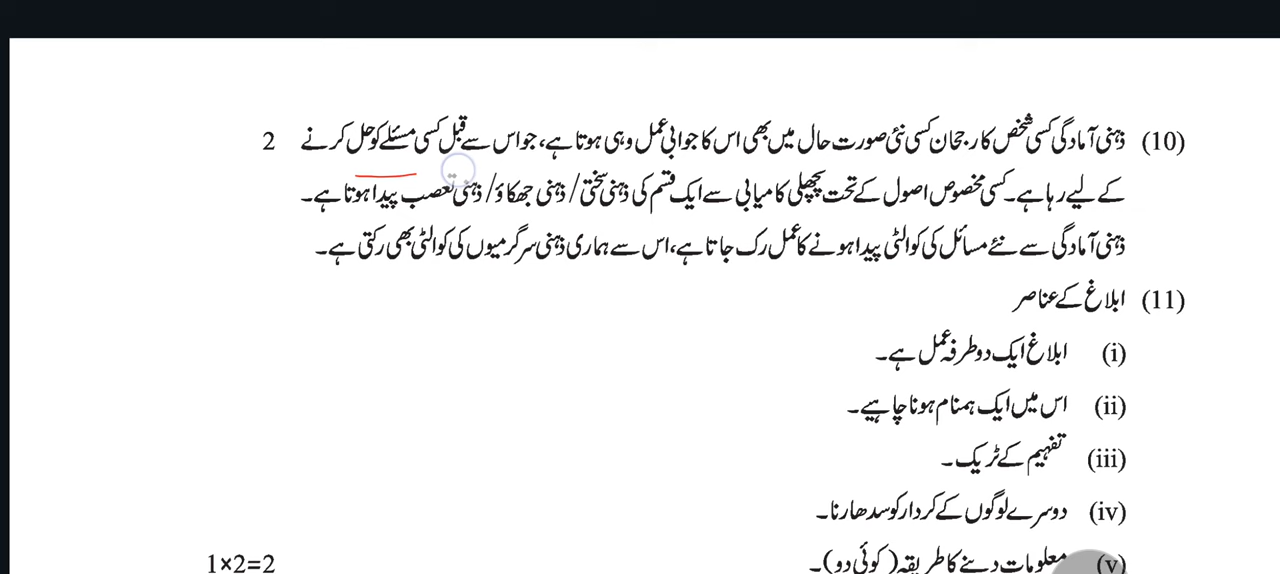 (10) ذہنی آمادگی کسی شخص کا رجحان کسی نئی صورت حال میں بھی اس کا جوابی عمل وہی ہوتا ہے، جو اس سے قبل کسی مسئلے کو حل کرنے 2
کے لیے رہا ہے۔ کسی مخصوص اصول کے تحت پچھلی کامیابی سے ایک قسم کی ذہنی سختی/ ذہنی جھکاؤ/ ذہنی تعصب پیدا ہوتا ہے۔
ذہنی آمادگی سے نئے مسائل کی کوالٹی پیدا ہونے کا عمل رک جاتا ہے، اس سے ہماری ذہنی سرگرمیوں کی کوالٹی بھی رکتی ہے۔
(11) ابلاغ کے عناصر
(i) ابلاغ ایک دو طرفہ عمل ہے۔
(ii) اس میں ایک ہمنام ہونا چاہیے۔
(iii) تفہیم کے ٹریک۔
(iv) دوسرے لوگوں کے کردار کو سدھارنا۔
(v) معلومات دینے کا طریقہ (کوئی دو)۔ 1×2=2